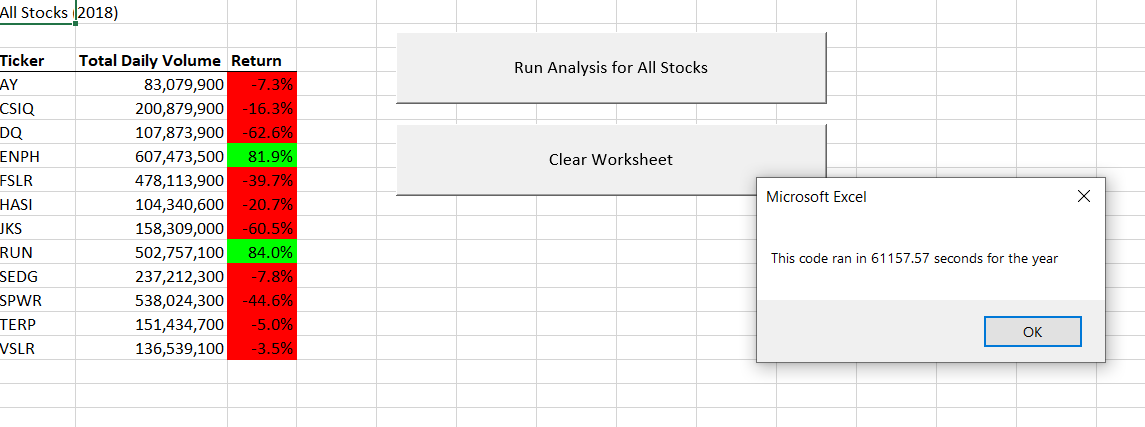 All Stocks (2018)
Ticker Total Daily Volume Return
AY 83,079,900 -7.3%
CSIQ 200,879,900 -16.3%
DQ 107,873,900 -62.6%
ENPH 607,473,500 81.9%
FSLR 478,113,900 -39.7%
HASI 104,340,600 -20.7%
JKS 158,309,000 -60.5%
RUN 502,757,100 84.0%
SEDG 237,212,300 -7.8%
SPWR 538,024,300 -44.6%
TERP 151,434,700 -5.0%
VSLR 136,539,100 -3.5%
Run Analysis for All Stocks
Clear Worksheet
Microsoft Excel
This code ran in 61157.57 seconds for the year
OK